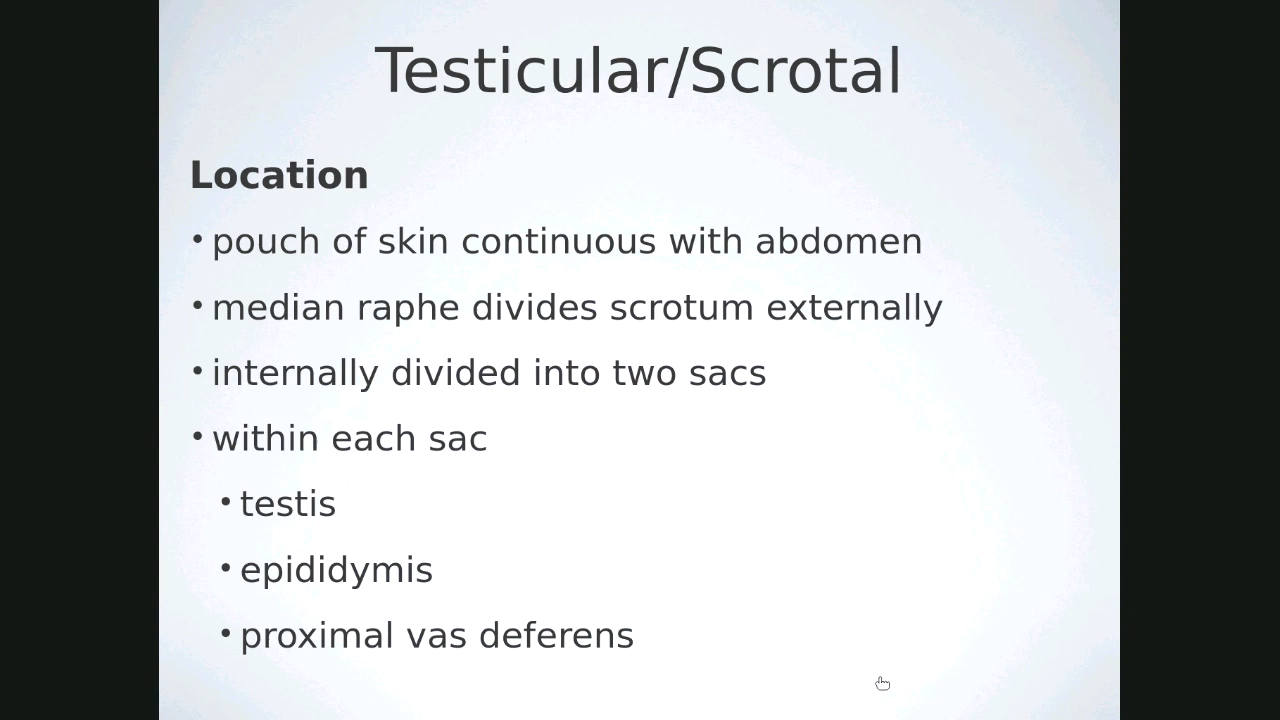 Testicular/Scrotal
Location
• pouch of skin continuous with abdomen
• median raphe divides scrotum externally
• internally divided into two sacs
• within each sac
• testis
• epididymis
• proximal vas deferens